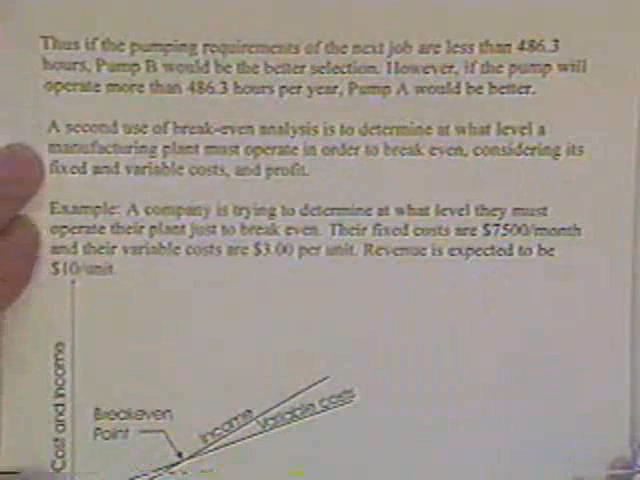 Thus if the pumping requirements of the next job are less than 486.3
hours, Pump B would be the better selection. However, if the pump will
operate more than 486.3 hours per year, Pump A would be better.
A second use of break-even analysis is to determine at what level a
manufacturing plant must operate in order to break even, considering its
fixed and variable costs, and profit.
Example: A company is trying to determine at what level they must
operate their plant just to break even. Their fixed costs are $7500/month
and their variable costs are $3.00 per unit. Revenue is expected to be
$10/unit
Cost and Income
Breakeven
Point
Income
Variable costs